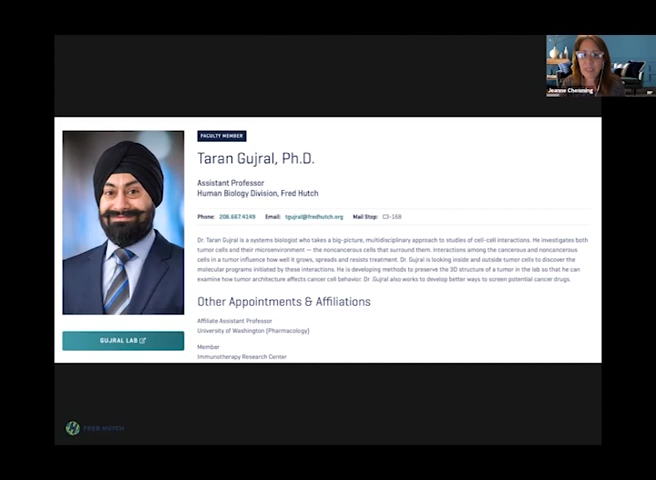 Jeanne Chowning
FACULTY MEMBER
Taran Gujral, Ph.D.
Assistant Professor
Human Biology Division, Fred Hutch
Phone: 206.667.4149 Email: tgujral@fredhutch.org Mail Stop: C3-168
Dr. Taran Gujral is a systems biologist who takes a big-picture, multidisciplinary approach to studies of cell-cell interactions. He investigates both
tumor cells and their microenvironment — the noncancerous cells that surround them. Interactions among the cancerous and noncancerous
cells in a tumor influence how well it grows, spreads and resists treatment. Dr. Gujral is looking inside and outside tumor cells to discover the
molecular programs initiated by these interactions. He is developing methods to preserve the 3D structure of a tumor in the lab so that he can
examine how tumor architecture affects cancer cell behavior. Dr. Gujral also works to develop better ways to screen potential cancer drugs.
Other Appointments & Affiliations
Affiliate Assistant Professor
University of Washington (Pharmacology)
Member
Immunotherapy Research Center
GUJRAL LAB
FRED HUTCH